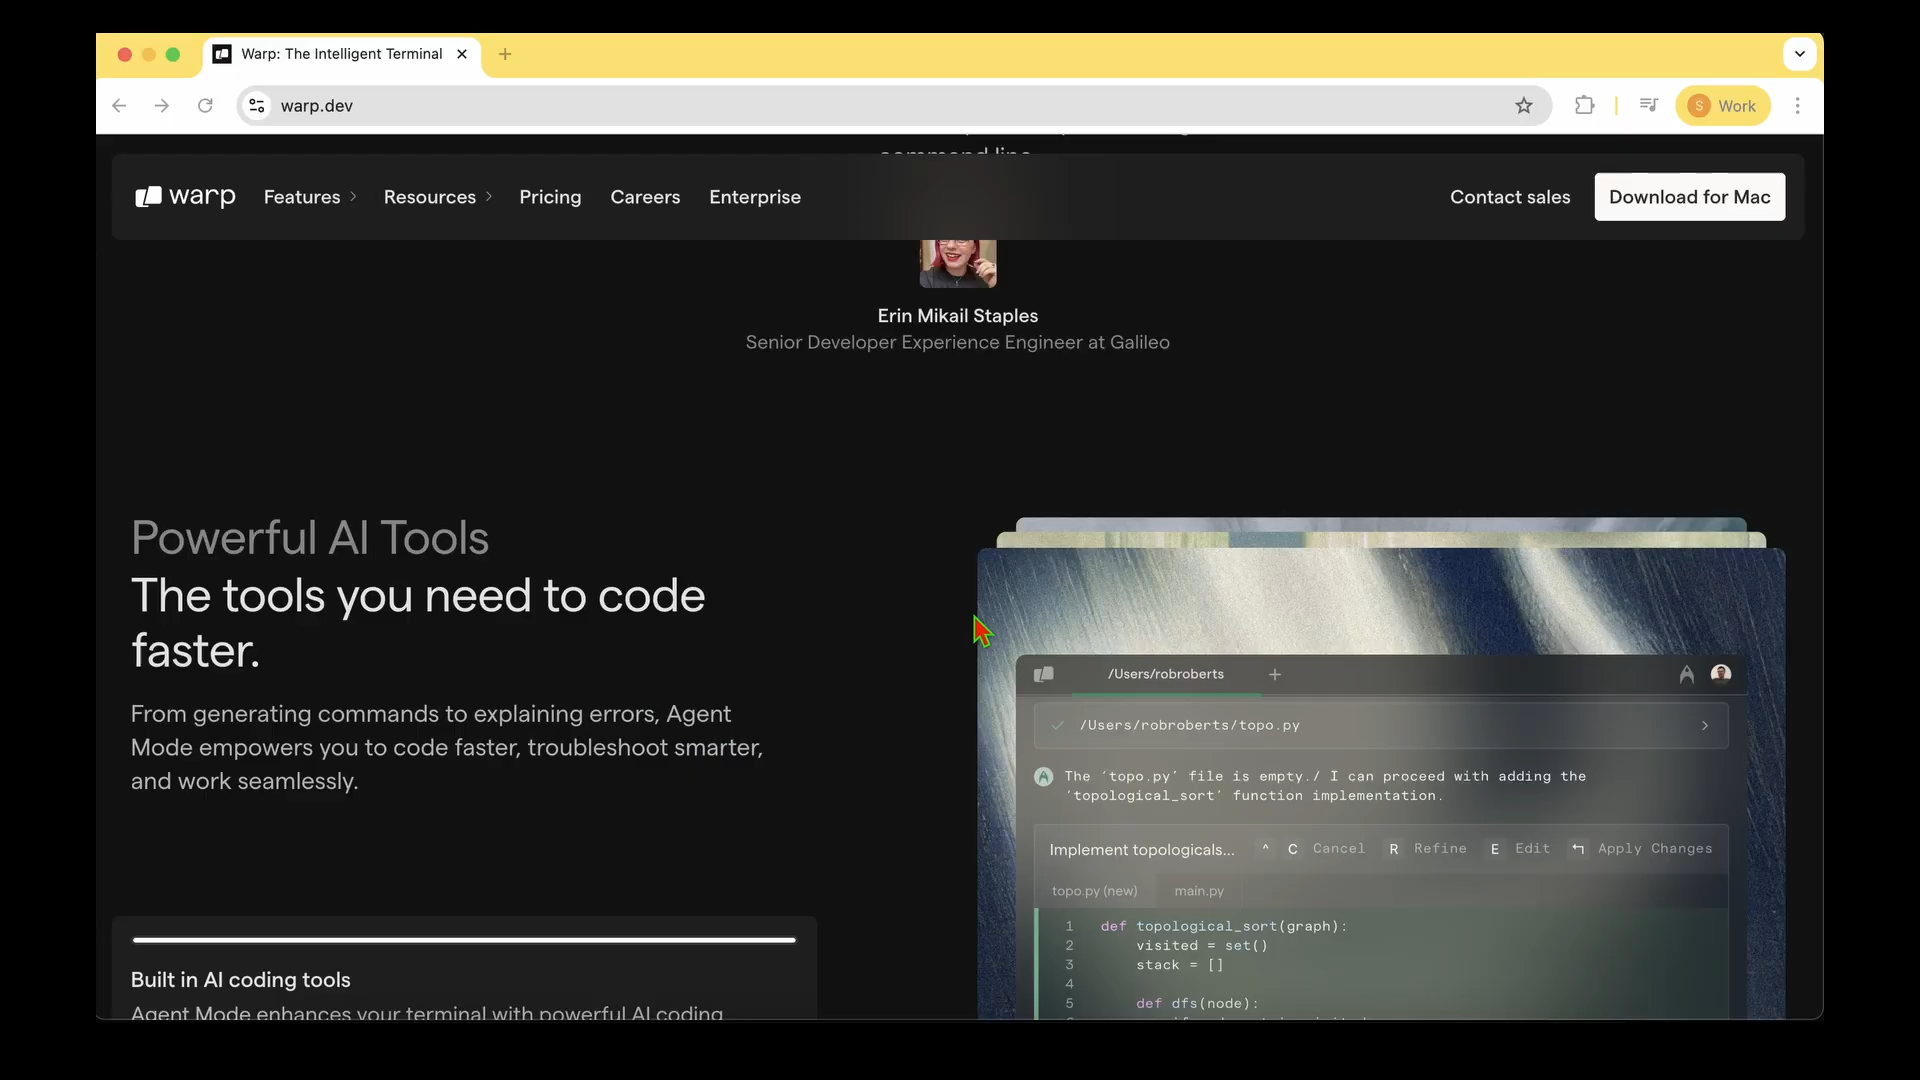 Warp: The Intelligent Terminal
warp.dev
S Work
command line.
warp Features Resources Pricing Careers Enterprise Contact sales Download for Mac
Erin Mikail Staples
Senior Developer Experience Engineer at Galileo
Powerful AI Tools
The tools you need to code
faster.
From generating commands to explaining errors, Agent
Mode empowers you to code faster, troubleshoot smarter,
and work seamlessly.
Built in AI coding tools
Agent Mode enhances your terminal with powerful AI coding
/Users/robroberts
/Users/robroberts/topo.py
The ‘topo.py’ file is empty./ I can proceed with adding the
‘topological_sort’ function implementation.
Implement topologicals... ^ C Cancel R Refine E Edit Apply Changes
topo.py (new) main.py
1 def topological_sort(graph):
2 visited = set()
3 stack = []
4
5 def dfs(node):